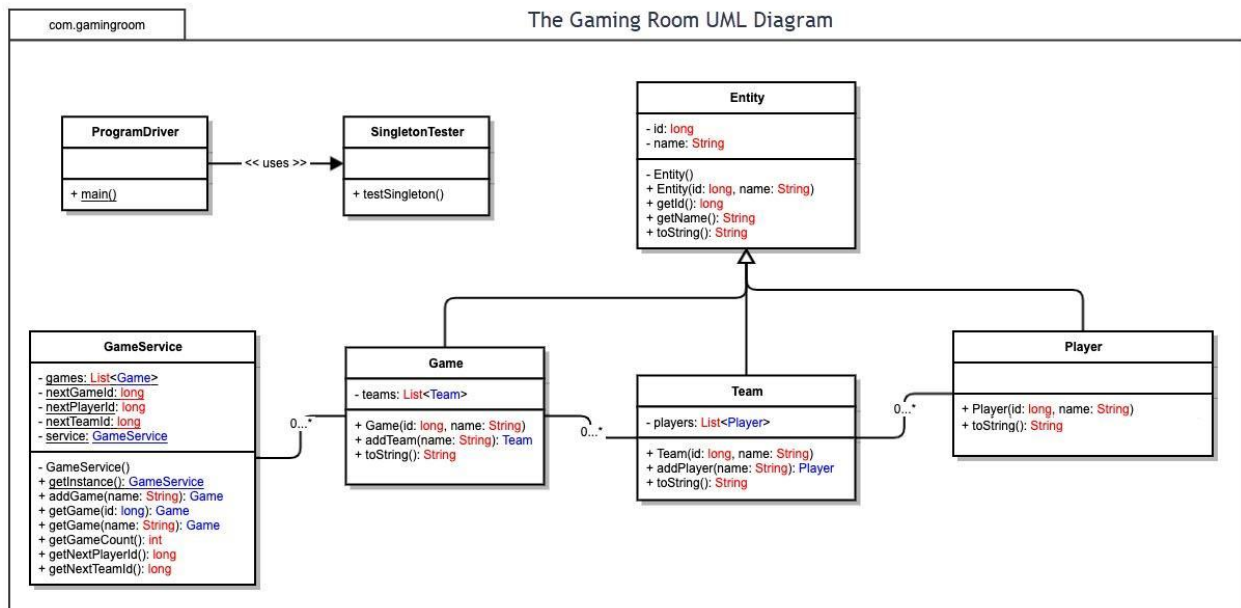 com.gamingroom
The Gaming Room UML Diagram
ProgramDriver
+ main()
<< uses >>
SingletonTester
+ testSingleton()
Entity
- id: long
- name: String
- Entity()
+ Entity(id: long, name: String)
+ getId(): long
+ getName(): String
+ toString(): String
GameService
- games: List<Game>
- nextGameId: long
- nextPlayerId: long
- nextTeamId: long
- service: GameService
- GameService()
+ getInstance(): GameService
+ addGame(name: String): Game
+ getGame(id: long): Game
+ getGame(name: String): Game
+ getGameCount(): int
+ getNextPlayerId(): long
+ getNextTeamId(): long
0...*
Game
- teams: List<Team>
+ Game(id: long, name: String)
+ addTeam(name: String): Team
+ toString(): String
0...*
Team
- players: List<Player>
+ Team(id: long, name: String)
+ addPlayer(name: String): Player
+ toString(): String
0...*
Player
+ Player(id: long, name: String)
+ toString(): String